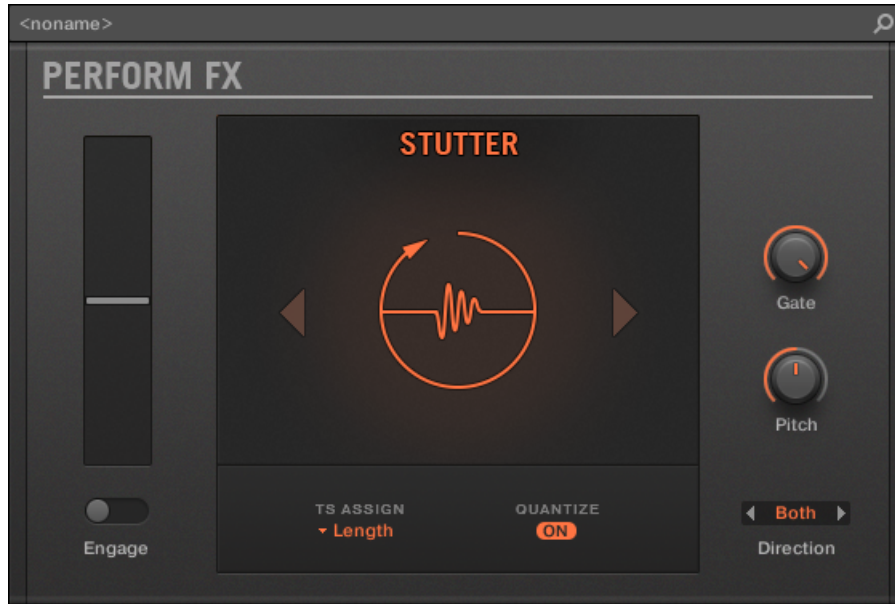 <noname>
PERFORM FX
STUTTER
Gate
Pitch
TS ASSIGN
QUANTIZE
Length
ON
Both
Engage
Direction